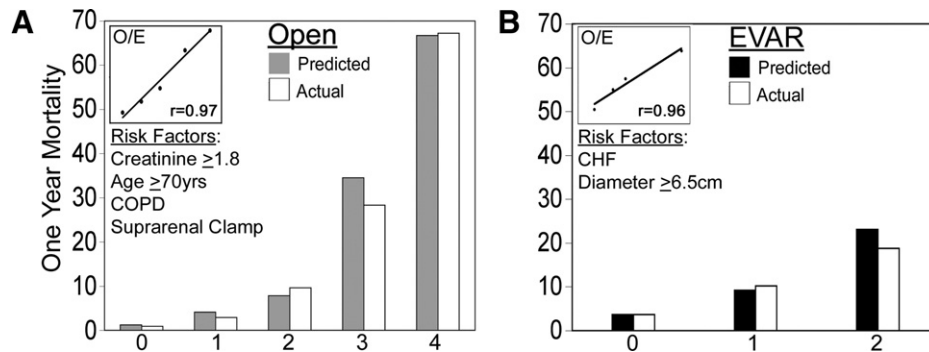 A
One Year Mortality
70
60
50
40
30
20
10
0
O/E
r=0.97
Open
Predicted
Actual
Risk Factors:
Creatinine ≥1.8
Age ≥70yrs
COPD
Suprarenal Clamp
0 1 2 3 4
B
70
60
50
40
30
20
10
0
O/E
r=0.96
EVAR
Predicted
Actual
Risk Factors:
CHF
Diameter ≥6.5cm
0 1 2